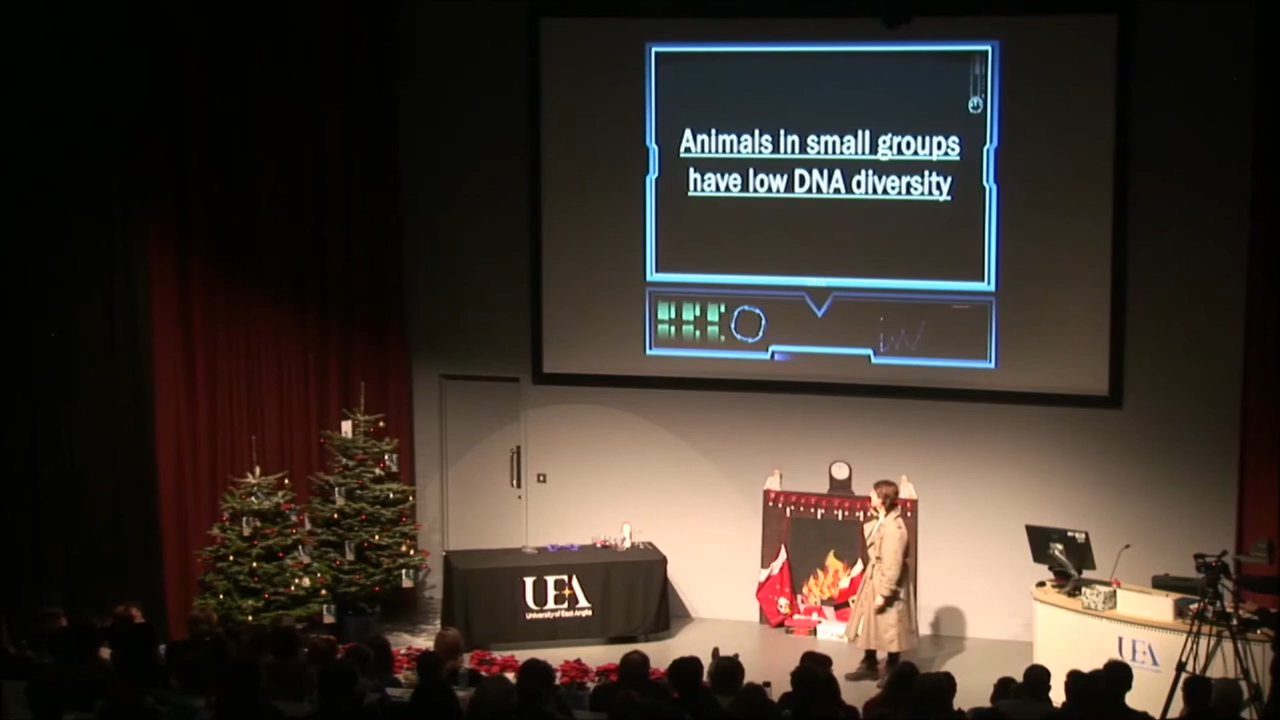 Animals in small groups
have low DNA diversity
UEA
University of East Anglia
UEA